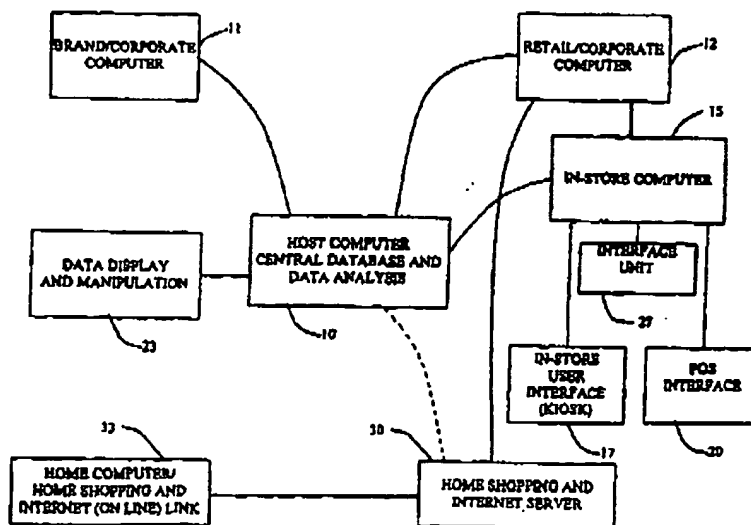 11
BRAND/CORPORATE
COMPUTER
RETAIL/CORPORATE
COMPUTER
12
15
IN-STORE COMPUTER
HOST COMPUTER
CENTRAL DATABASE AND
DATA ANALYSIS
10
INTERFACE
UNIT
DATA DISPLAY
AND MANIPULATION
23
IN-STORE
USER
INTERFACE
(KIOSK)
17
POS
INTERFACE
20
33
HOME COMPUTER/
HOME SHOPPING AND
INTERNET (ON LINE) LINK
30
HOME SHOPPING AND
INTERNET SERVER